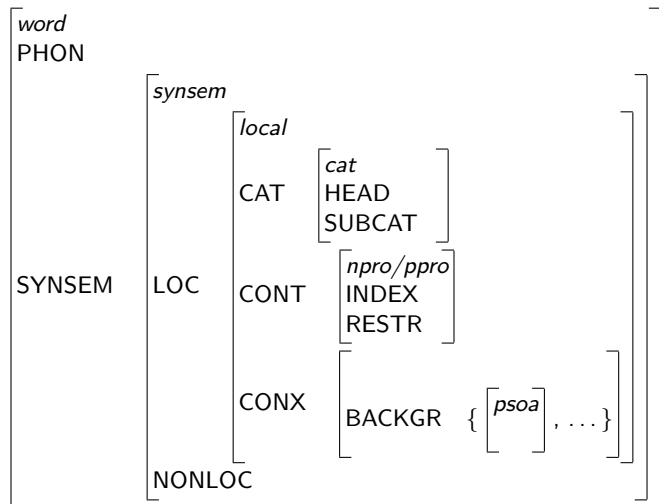 word
PHON
synsem
local
cat
CAT HEAD
SUBCAT
npro/ppro
SYNSEM LOC CONT INDEX
RESTR
CONX
psoa
BACKGR { , ... }
NONLOC